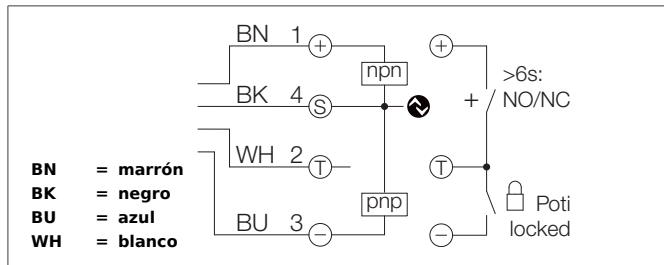 BN 1 + +
npn >6s:
BK 4 S + NO/NC
WH 2 T T
BN = marrón
BK = negro pnp Poti
BU = azul BU 3 − − locked
WH = blanco